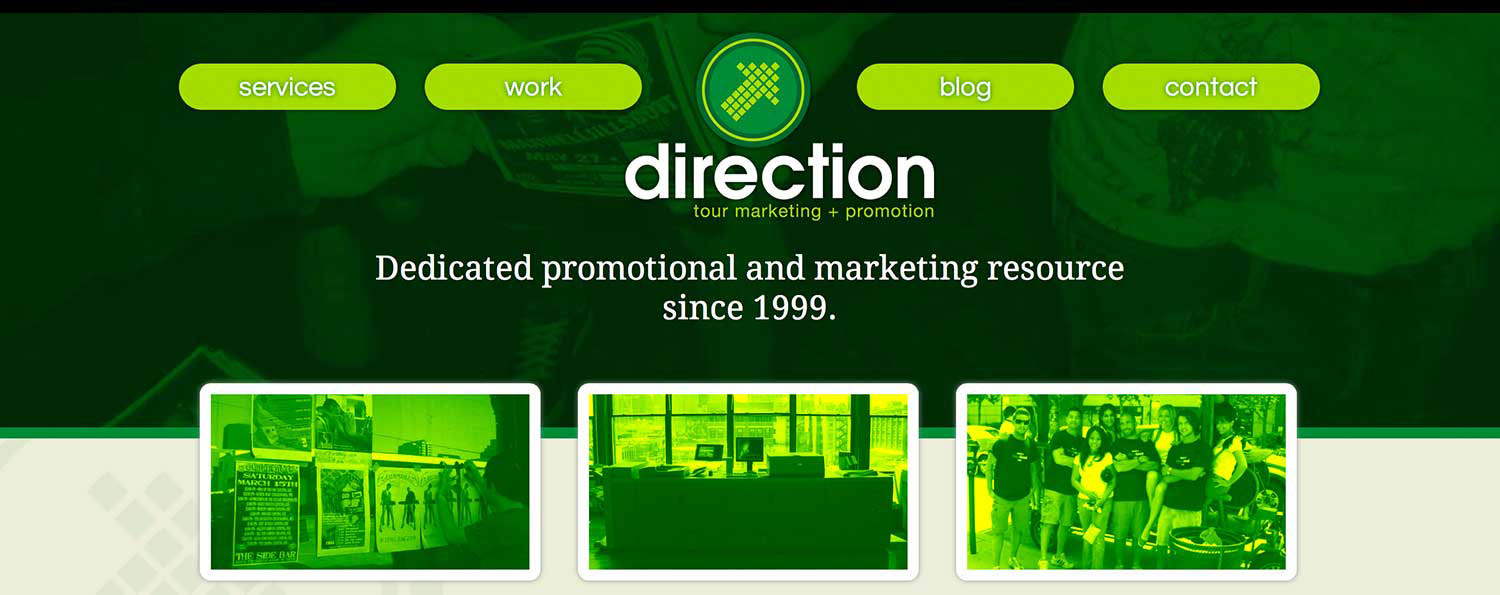 services
work
blog
contact
direction
tour marketing + promotion
Dedicated promotional and marketing resource
since 1999.
SATURDAY
MARCH 15TH
THE SIDE BAR